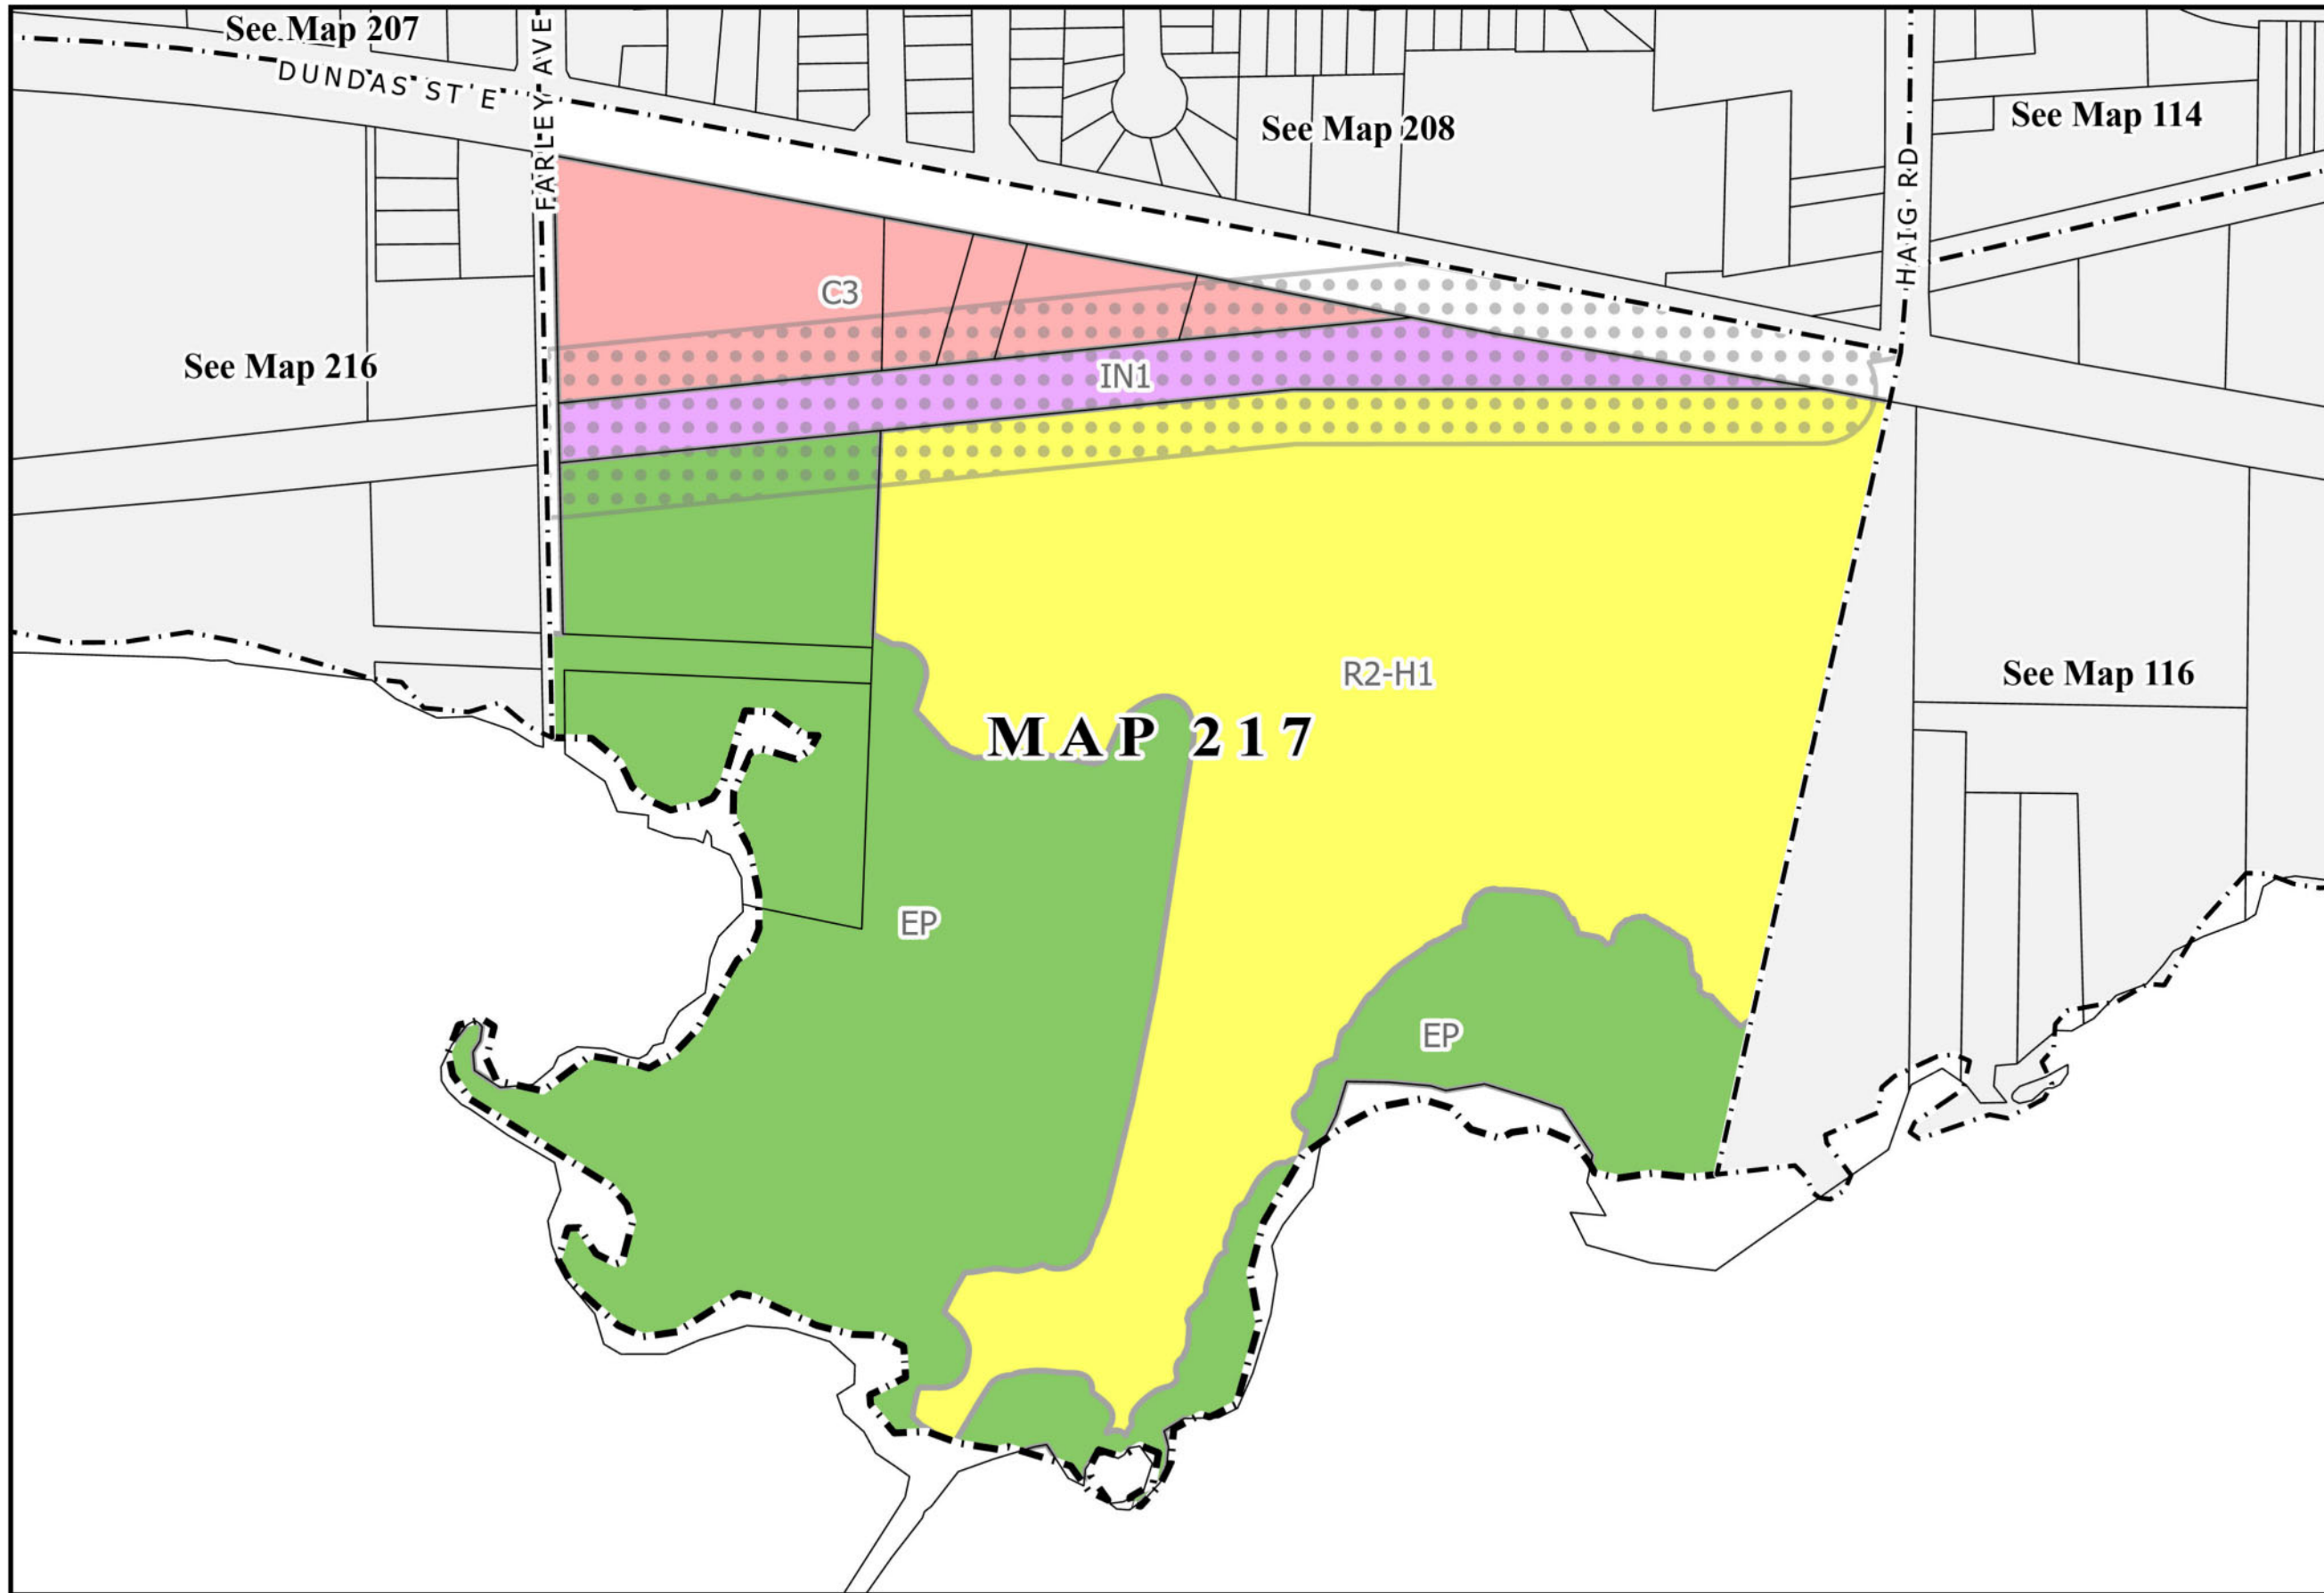 See Map 207
DUNDAS ST E
FARLEY AVE
See Map 208
See Map 114
HAIG RD
C3
See Map 216
IN1
R2-H1
See Map 116
MAP 217
EP
EP